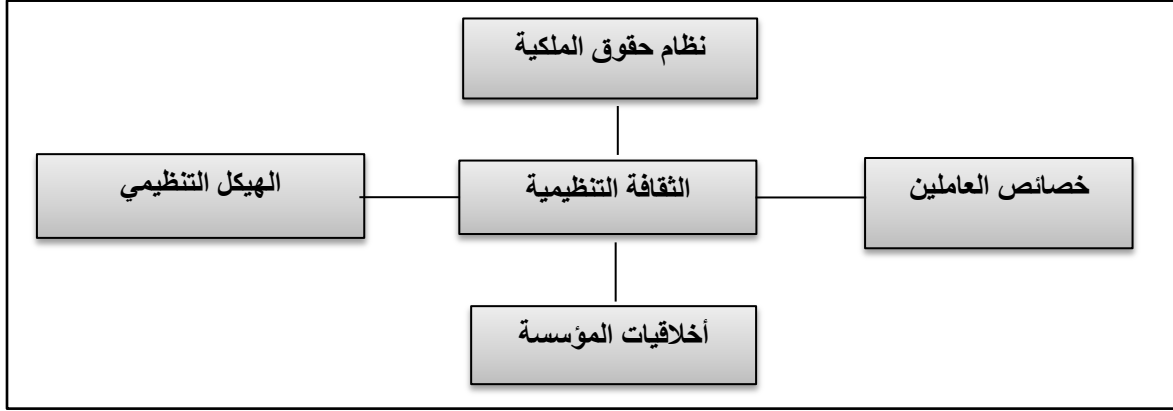 نظام حقوق الملكية
خصائص العاملين
الثقافة التنظيمية
الهيكل التنظيمي
أخلاقيات المؤسسة